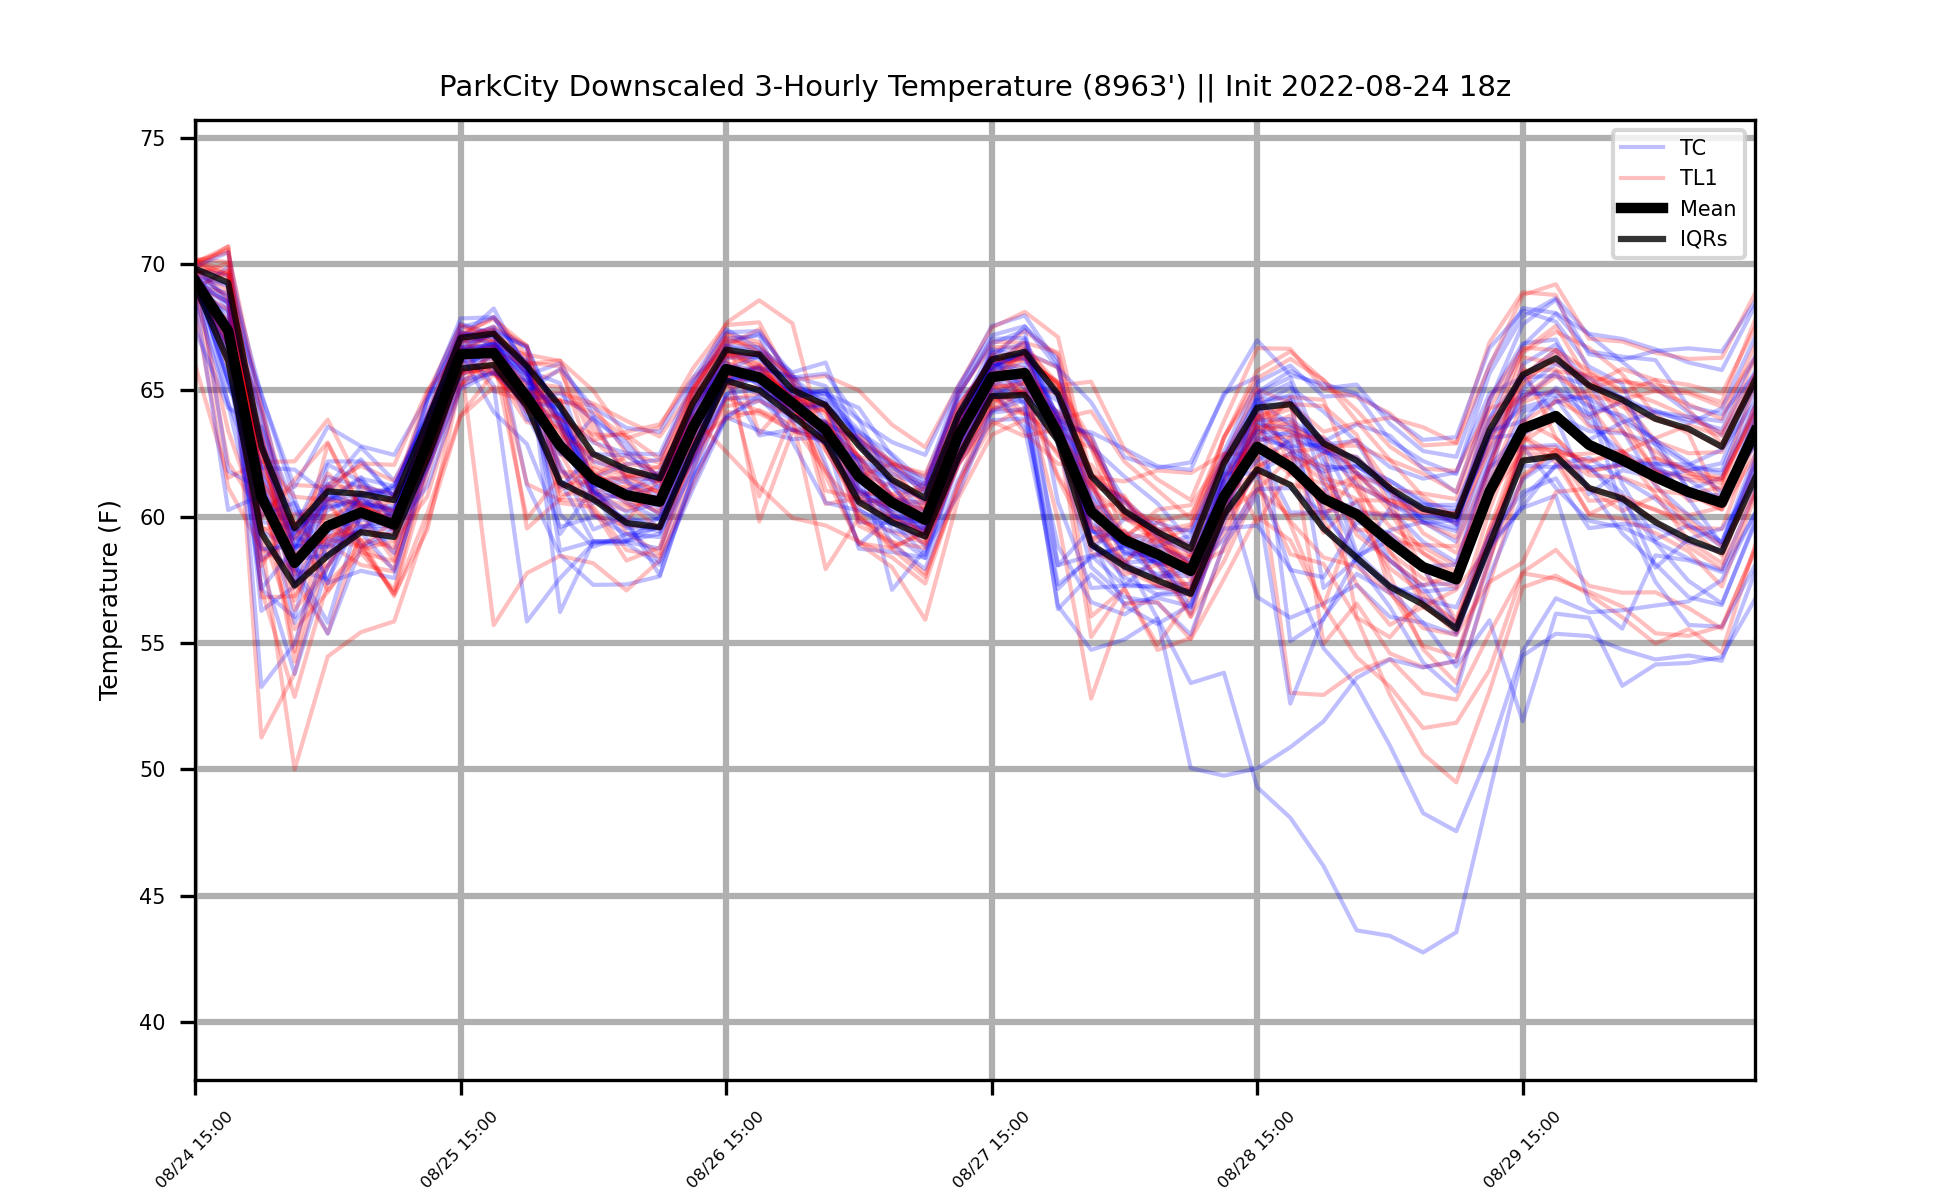 ParkCity Downscaled 3-Hourly Temperature (8963') || Init 2022-08-24 18z
TC
TL1
Mean
IQRs
Temperature (F)
75
70
65
60
55
50
45
40
08/24 15:00
08/25 15:00
08/26 15:00
08/27 15:00
08/28 15:00
08/29 15:00